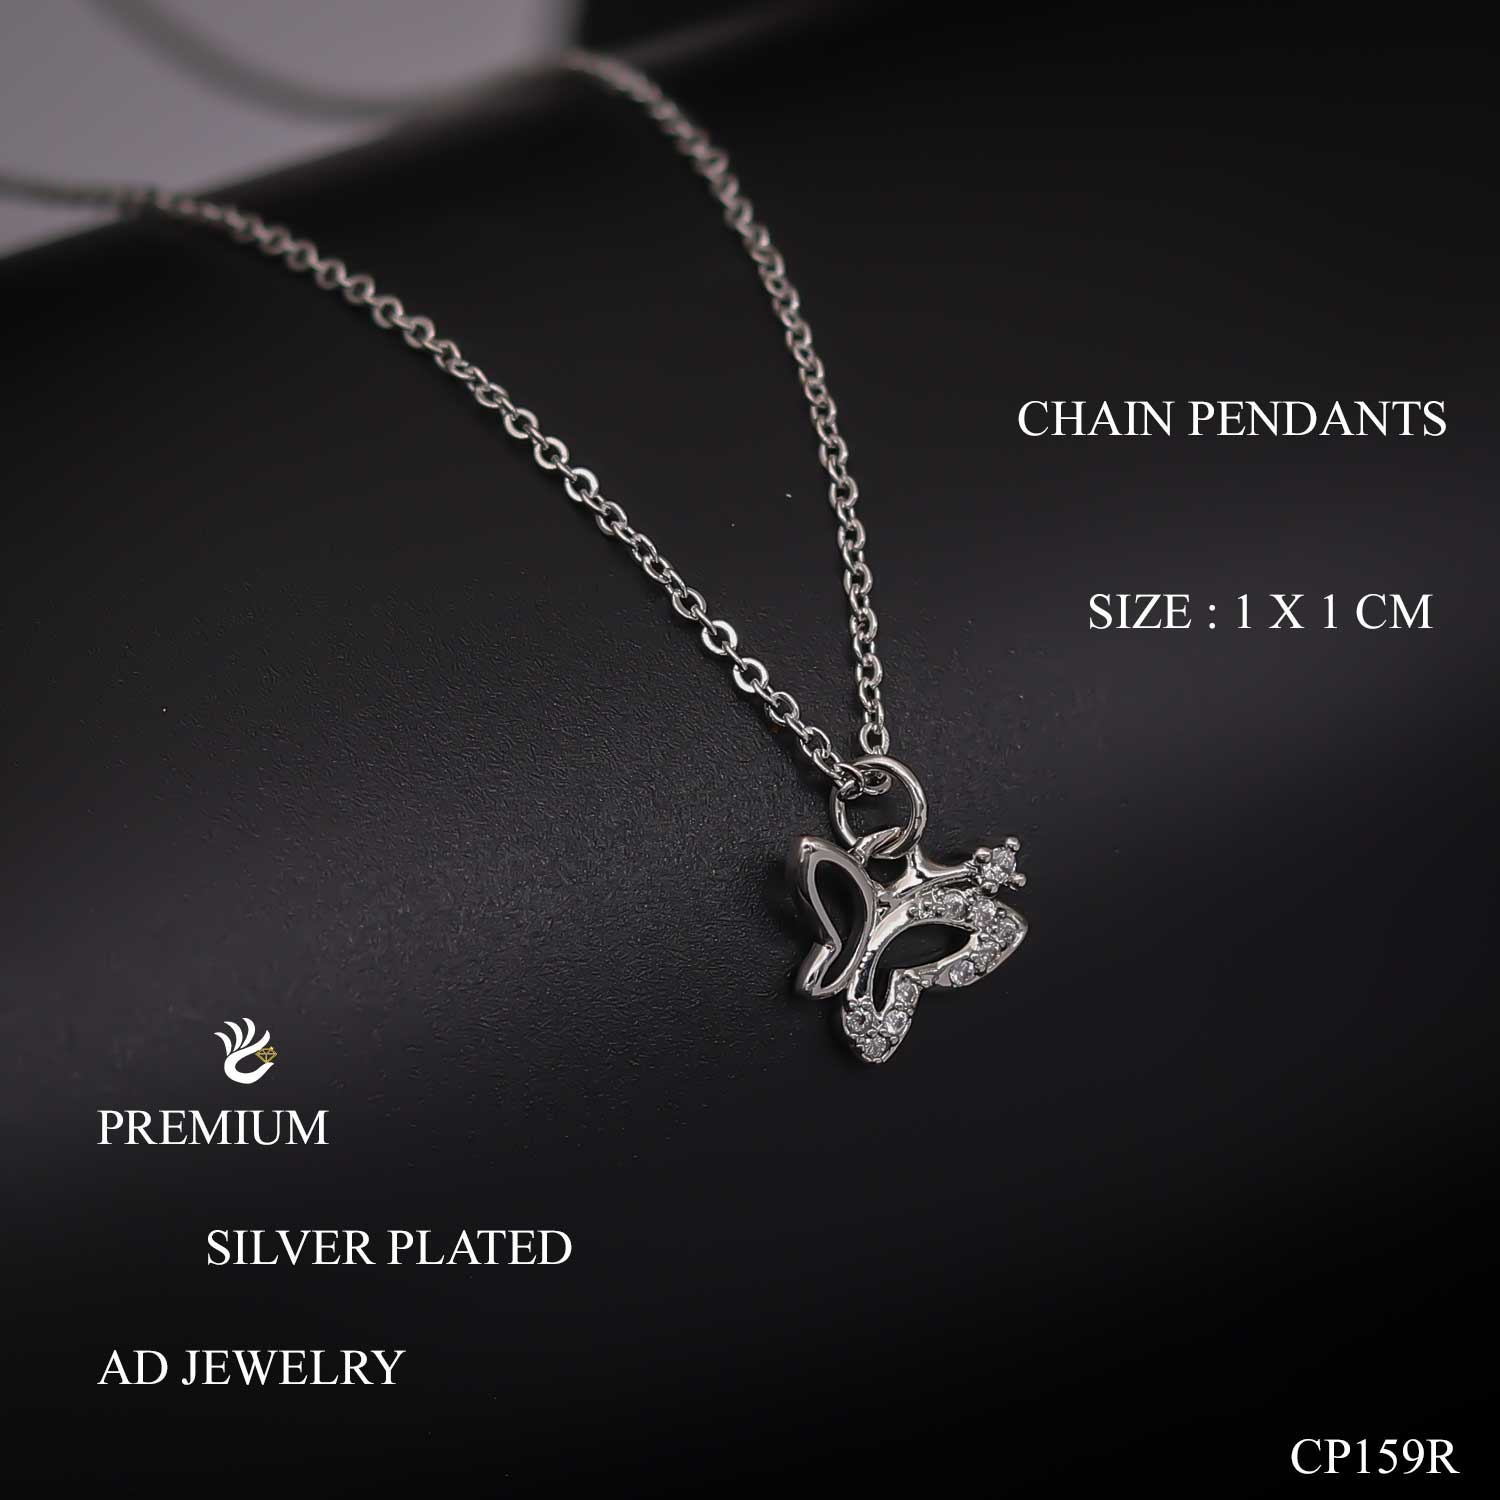 CHAIN PENDANTS
SIZE : 1 X 1 CM
PREMIUM
SILVER PLATED
AD JEWELRY
CP159R